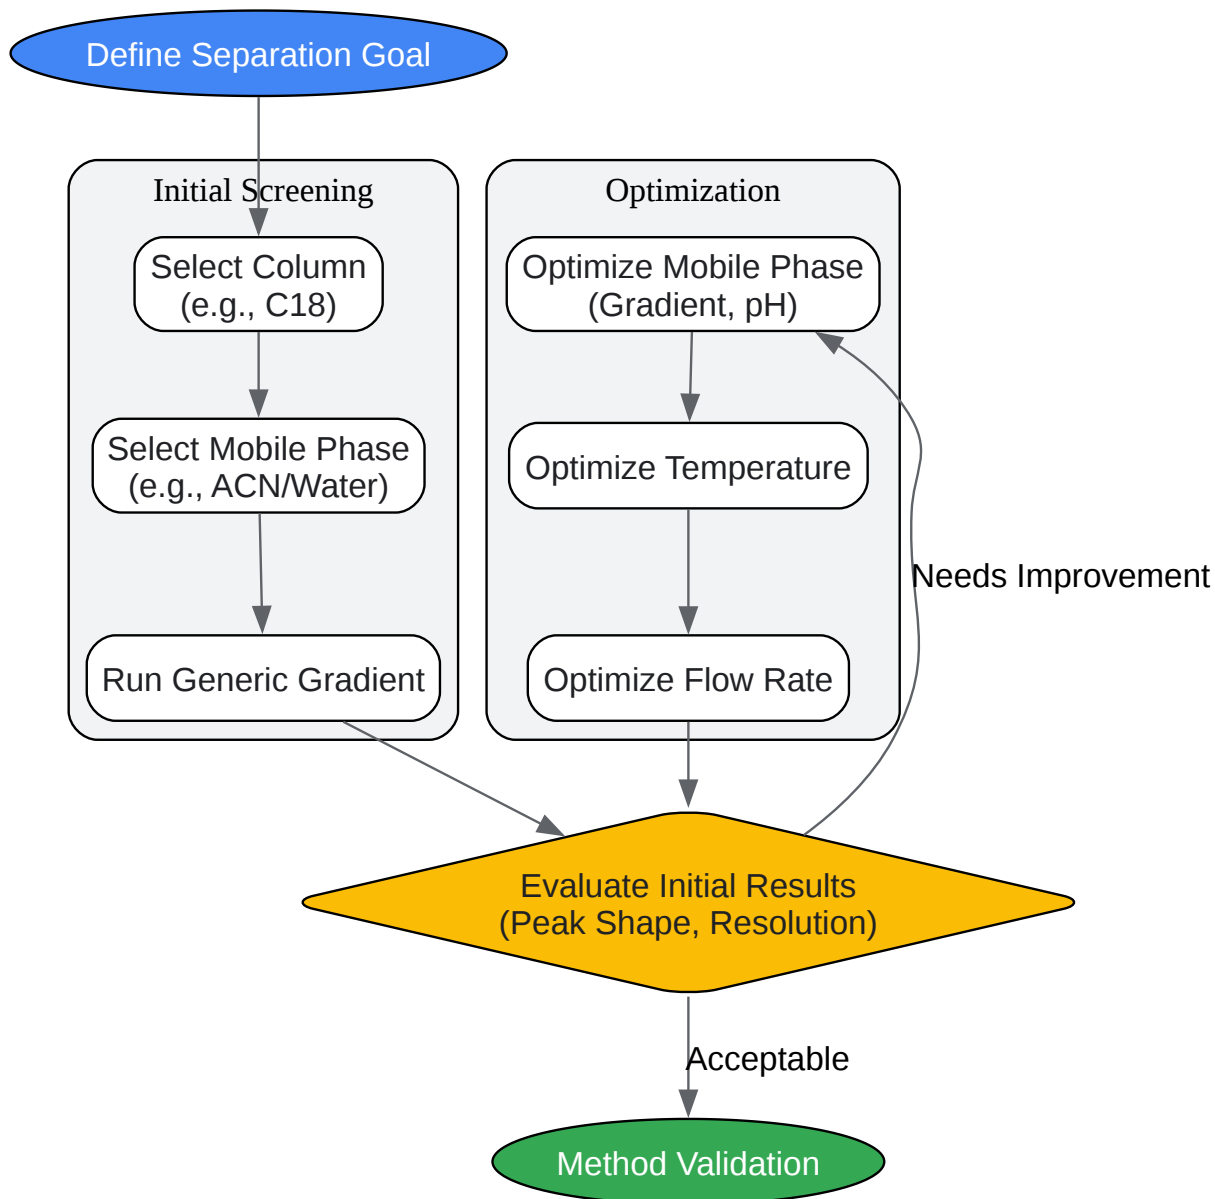 Define Separation Goal
Initial Screening
Select Column
(e.g., C18)
Select Mobile Phase
(e.g., ACN/Water)
Run Generic Gradient
Optimization
Optimize Mobile Phase
(Gradient, pH)
Optimize Temperature
Optimize Flow Rate
Needs Improvement
Evaluate Initial Results
(Peak Shape, Resolution)
Acceptable
Method Validation